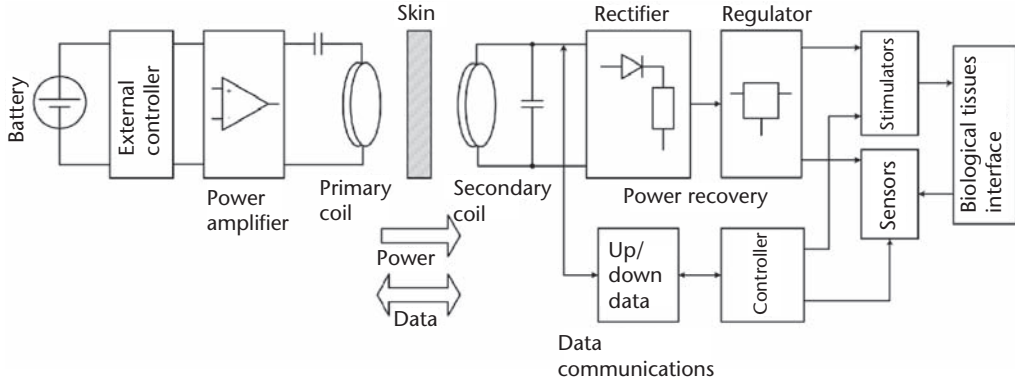 Battery
External
controller
Power
amplifier
Primary
coil
Skin
Secondary
coil
Power
Data
Rectifier
Regulator
Power recovery
Up/
down
data
Data
communications
Controller
Stimulators
Sensors
Biological tissues
interface